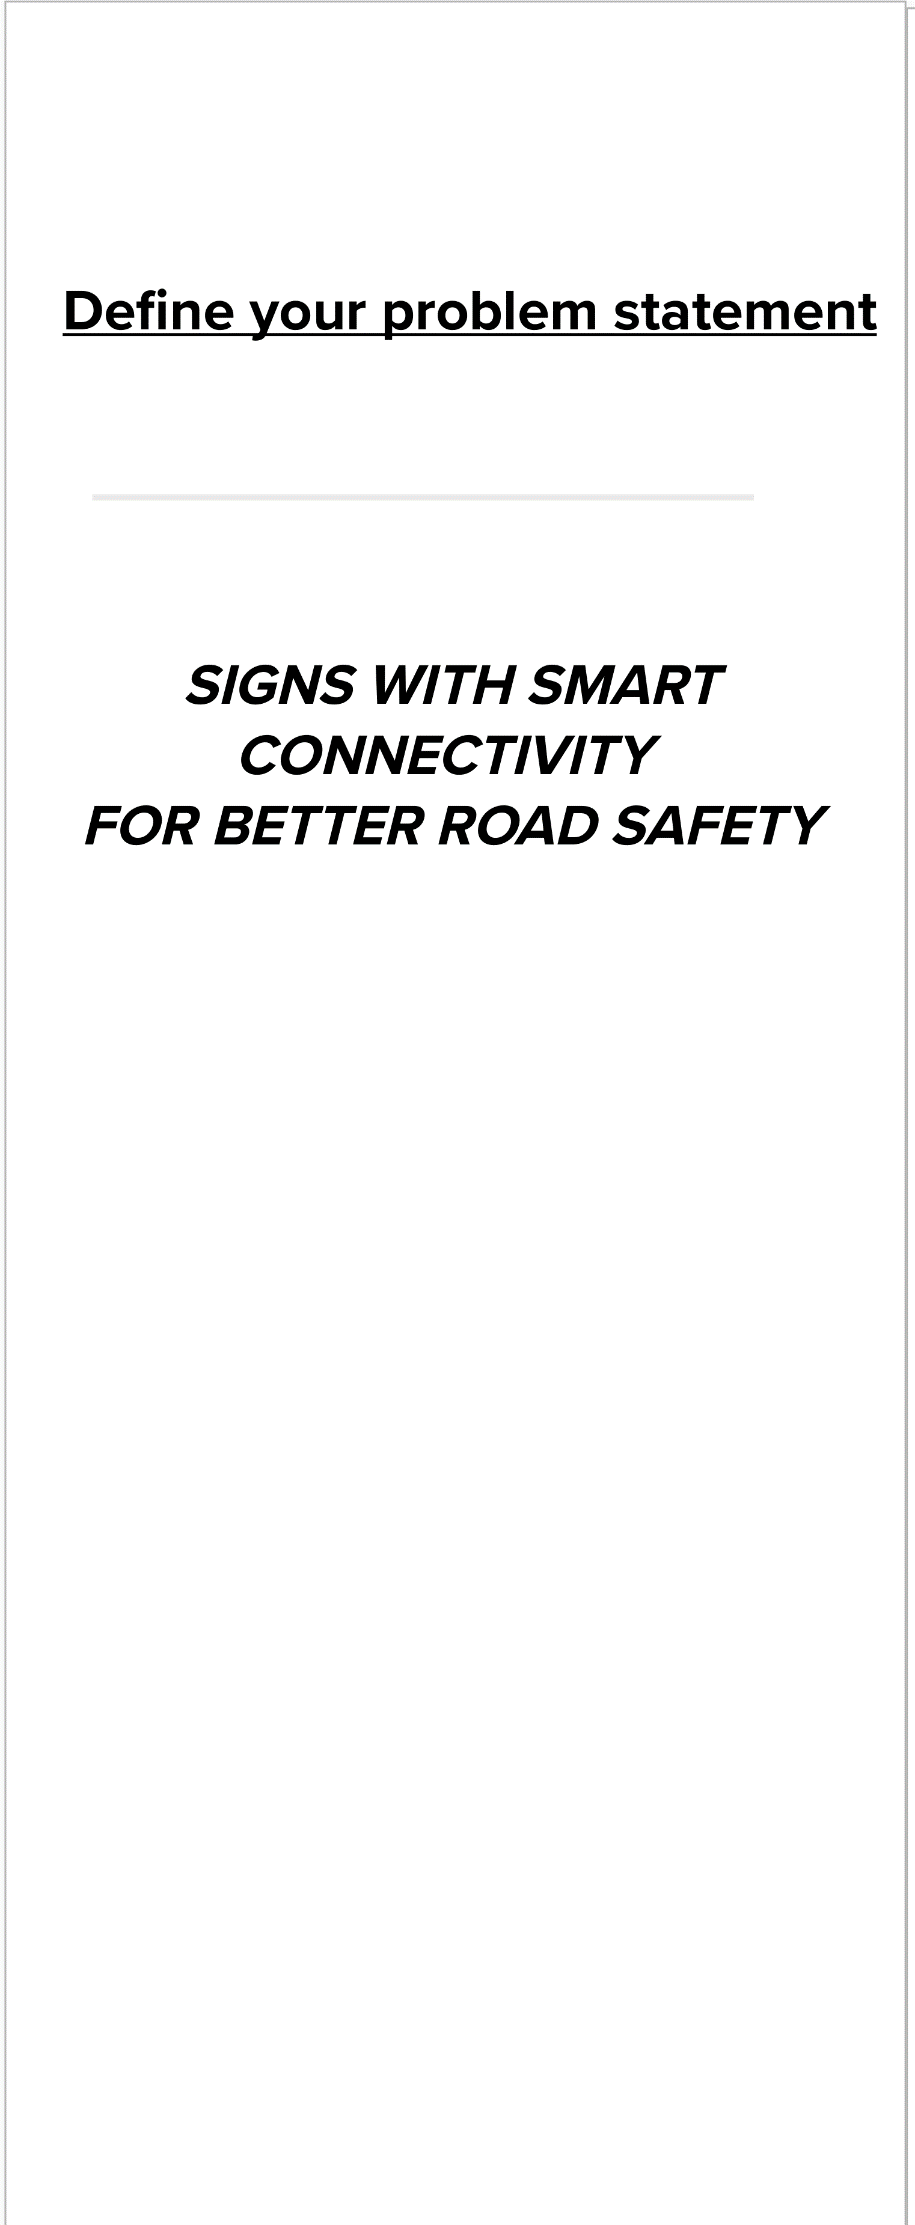 Define your problem statement
SIGNS WITH SMART
CONNECTIVITY
FOR BETTER ROAD SAFETY